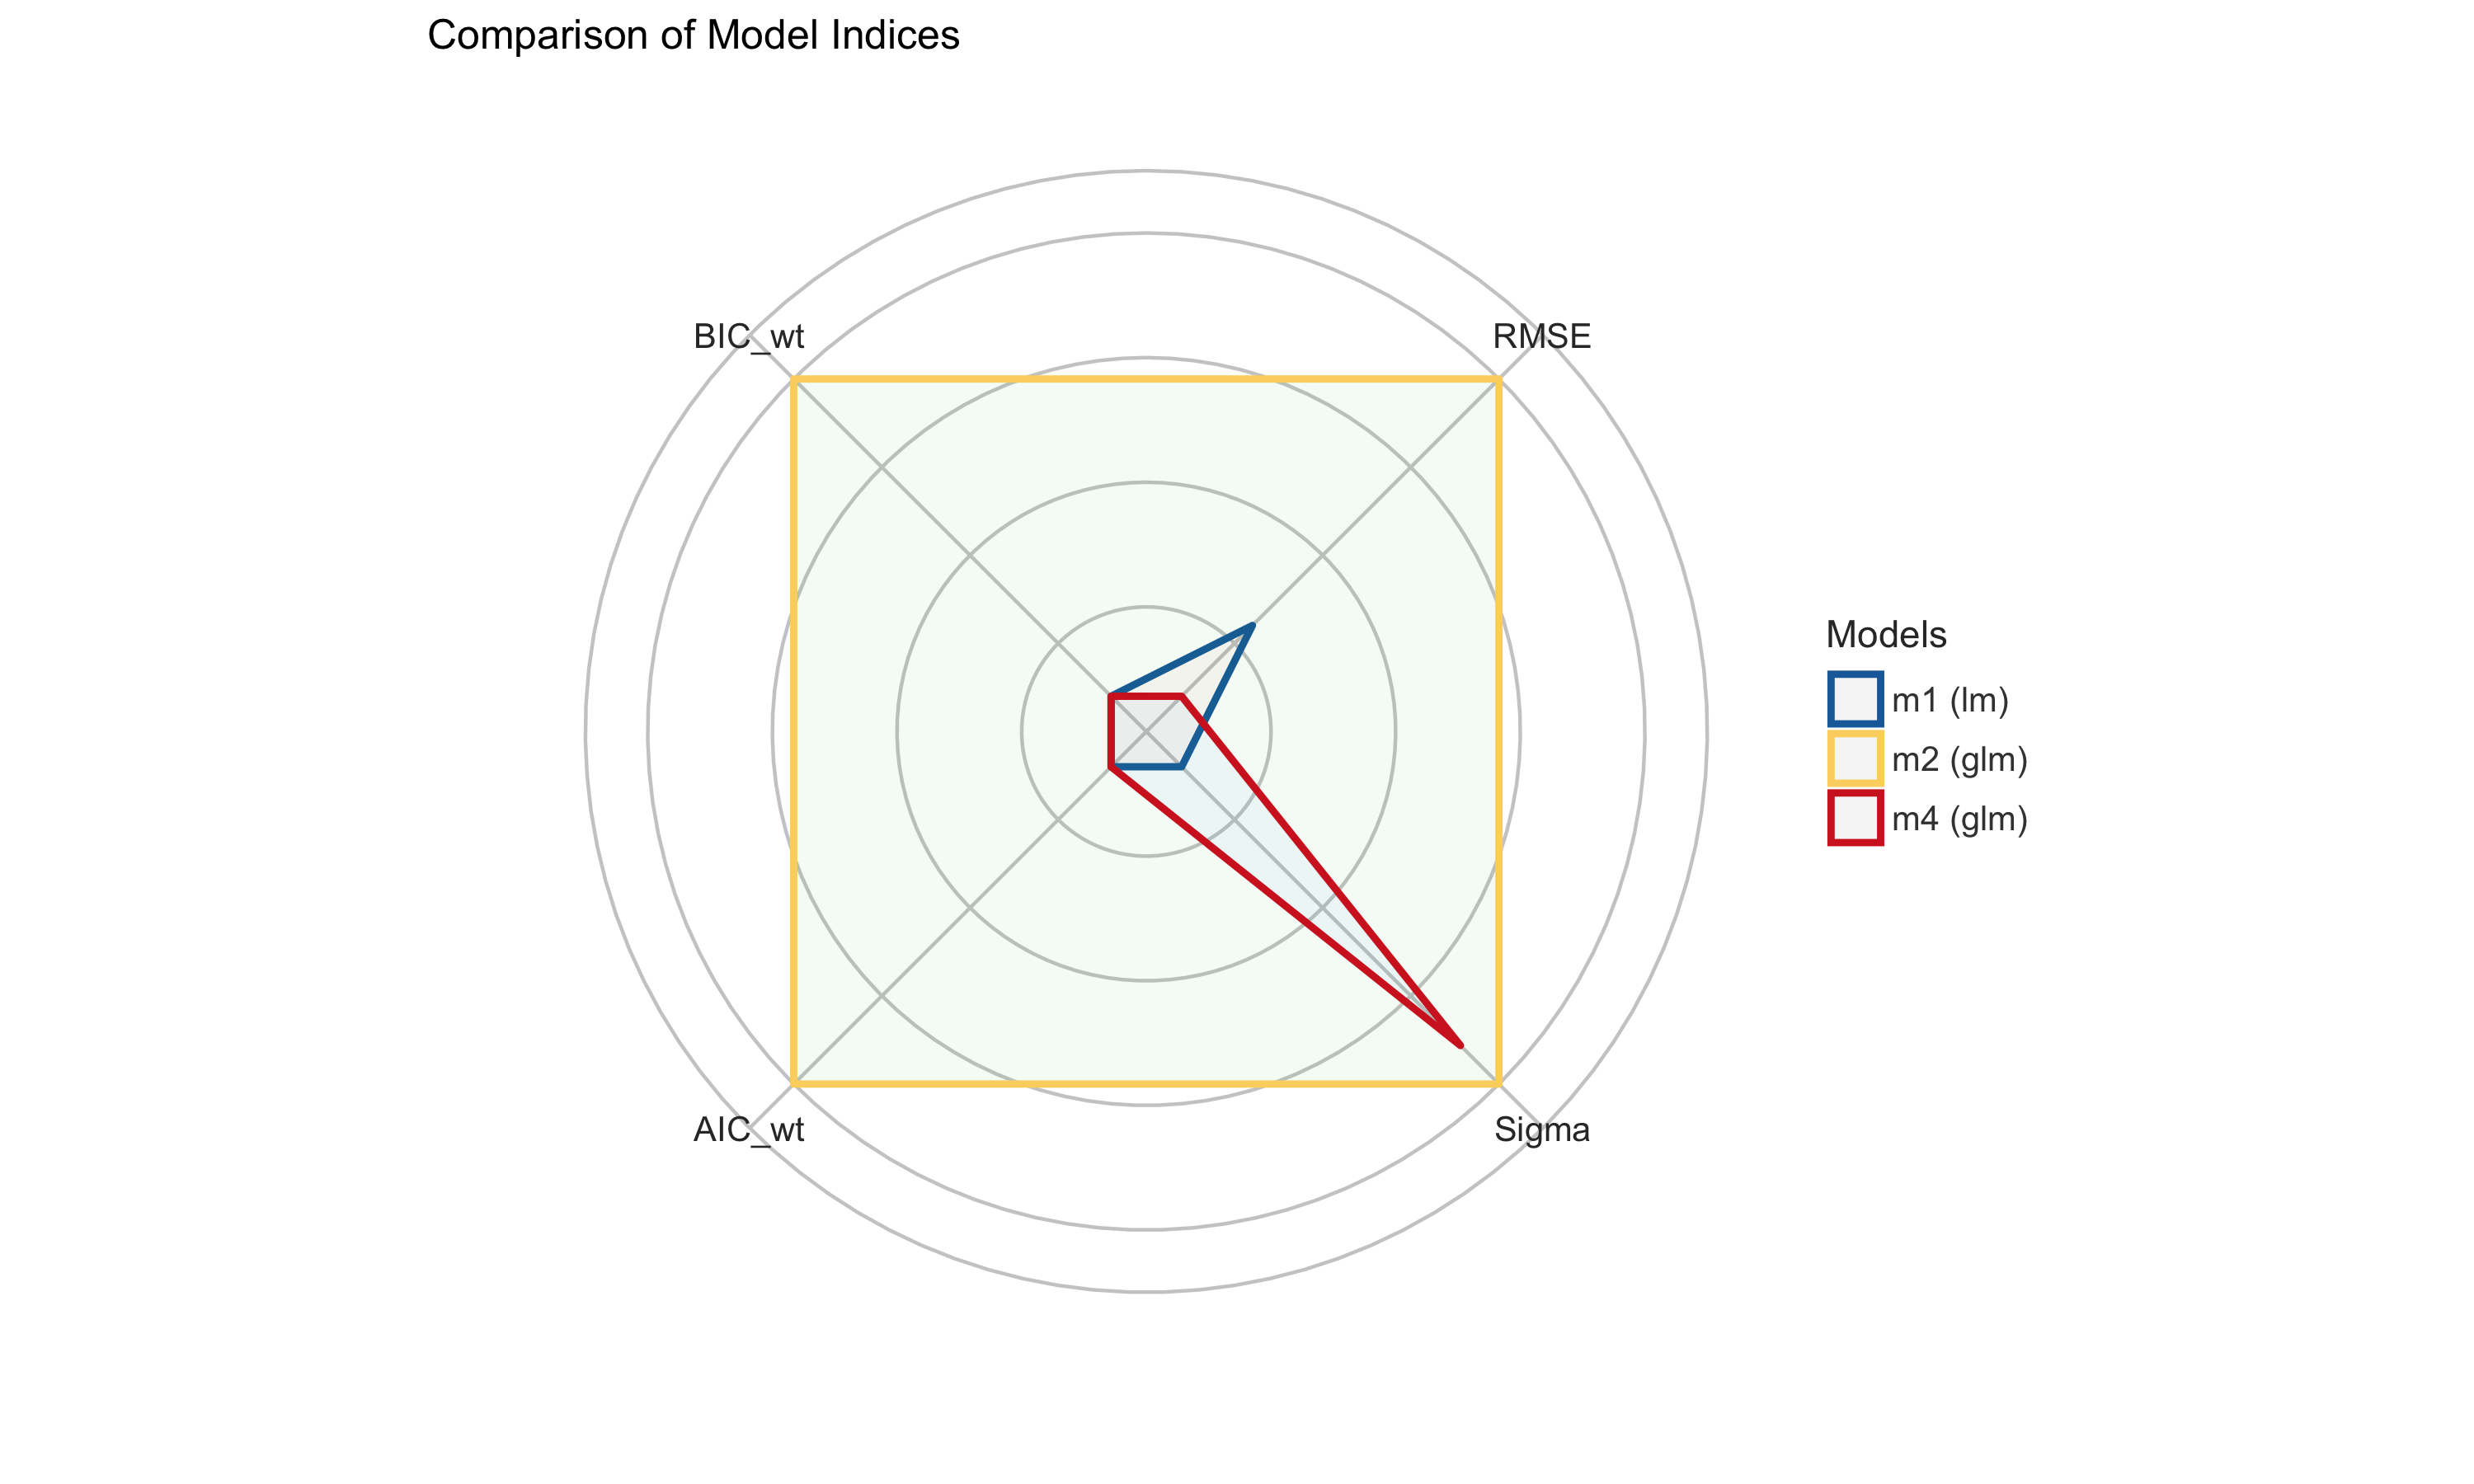 Comparison of Model Indices
BIC_wt
RMSE
Models
m1 (lm)
m2 (glm)
m4 (glm)
AIC_wt
Sigma